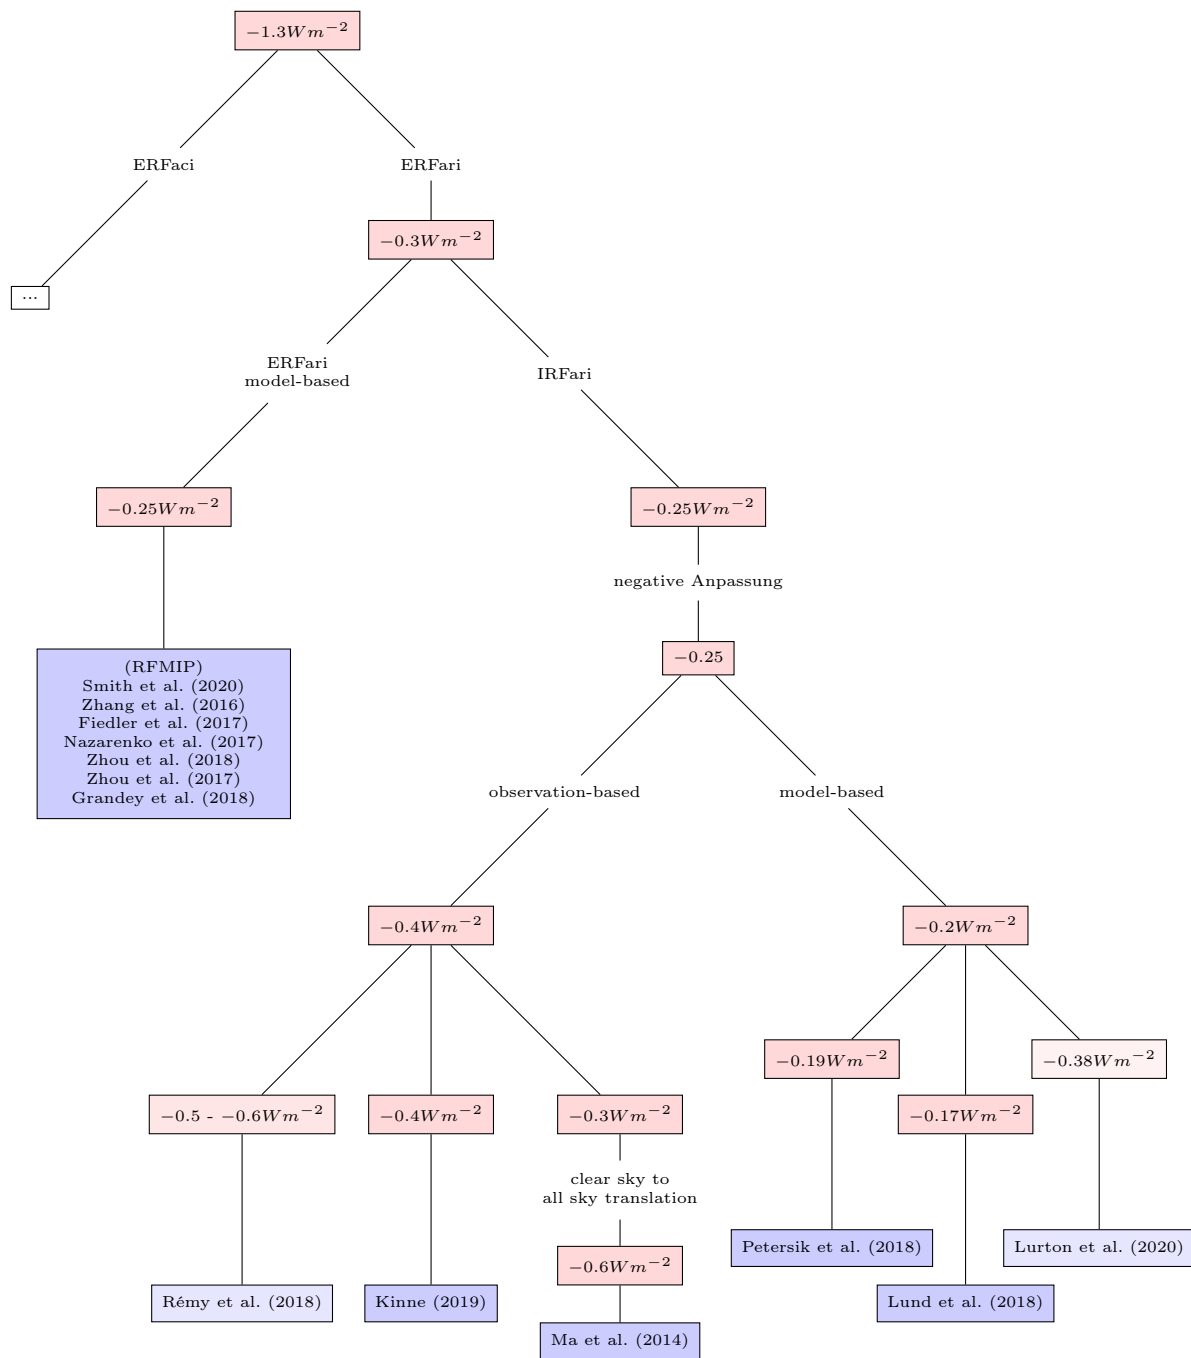 −1.3Wm⁻²
ERFaci
ERFari
−0.3Wm⁻²
...
ERFari
model-based
IRFari
−0.25Wm⁻²
−0.25Wm⁻²
negative Anpassung
−0.25
(RFMIP)
Smith et al. (2020)
Zhang et al. (2016)
Fiedler et al. (2017)
Nazarenko et al. (2017)
Zhou et al. (2018)
Zhou et al. (2017)
Grandey et al. (2018)
observation-based
model-based
−0.4Wm⁻²
−0.2Wm⁻²
−0.19Wm⁻²
−0.38Wm⁻²
−0.5 - −0.6Wm⁻²
−0.4Wm⁻²
−0.3Wm⁻²
−0.17Wm⁻²
clear sky to
all sky translation
Petersik et al. (2018)
Lurton et al. (2020)
−0.6Wm⁻²
Rémy et al. (2018)
Kinne (2019)
Lund et al. (2018)
Ma et al. (2014)